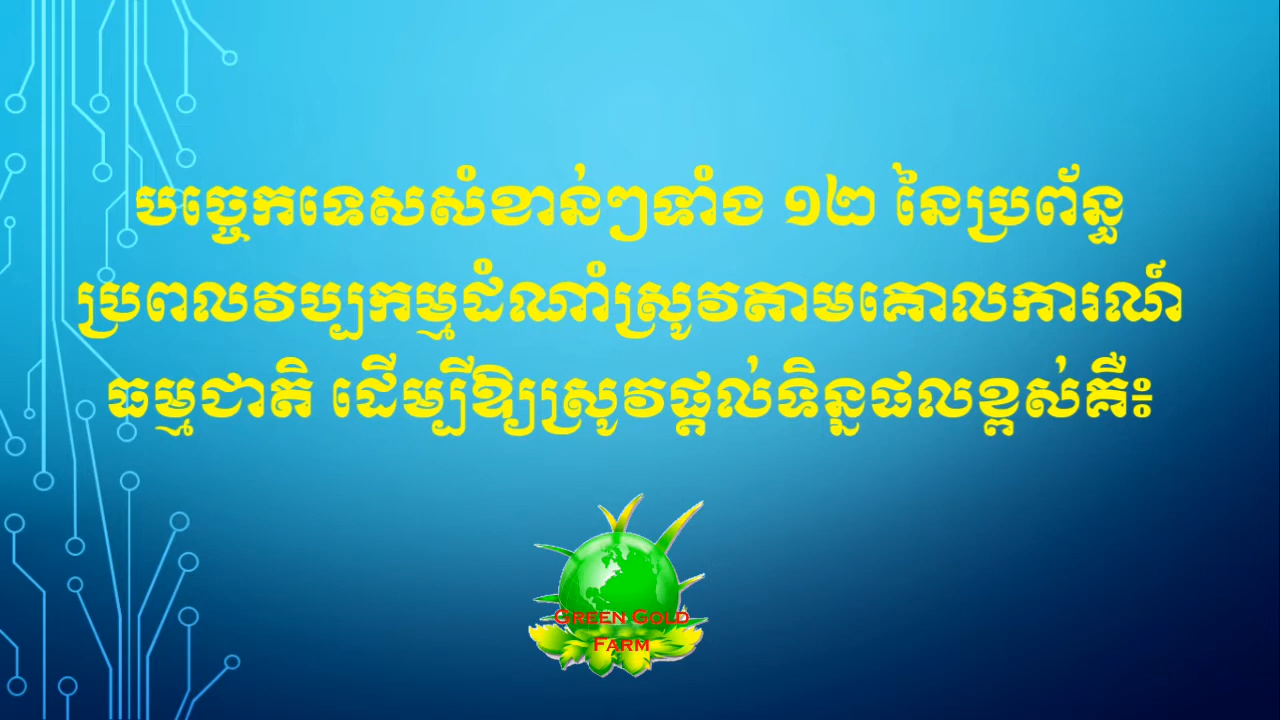 បច្ចេកទេសសំខាន់ៗទាំង ១២ នៃប្រព័ន្ធ
ប្រពលវប្បកម្មដំណាំស្រូវតាមគោលការណ៍
ធម្មជាតិ ដើម្បីឱ្យស្រូវផ្តល់ទិន្នផលខ្ពស់គឺ៖
GREEN GOLD
FARM